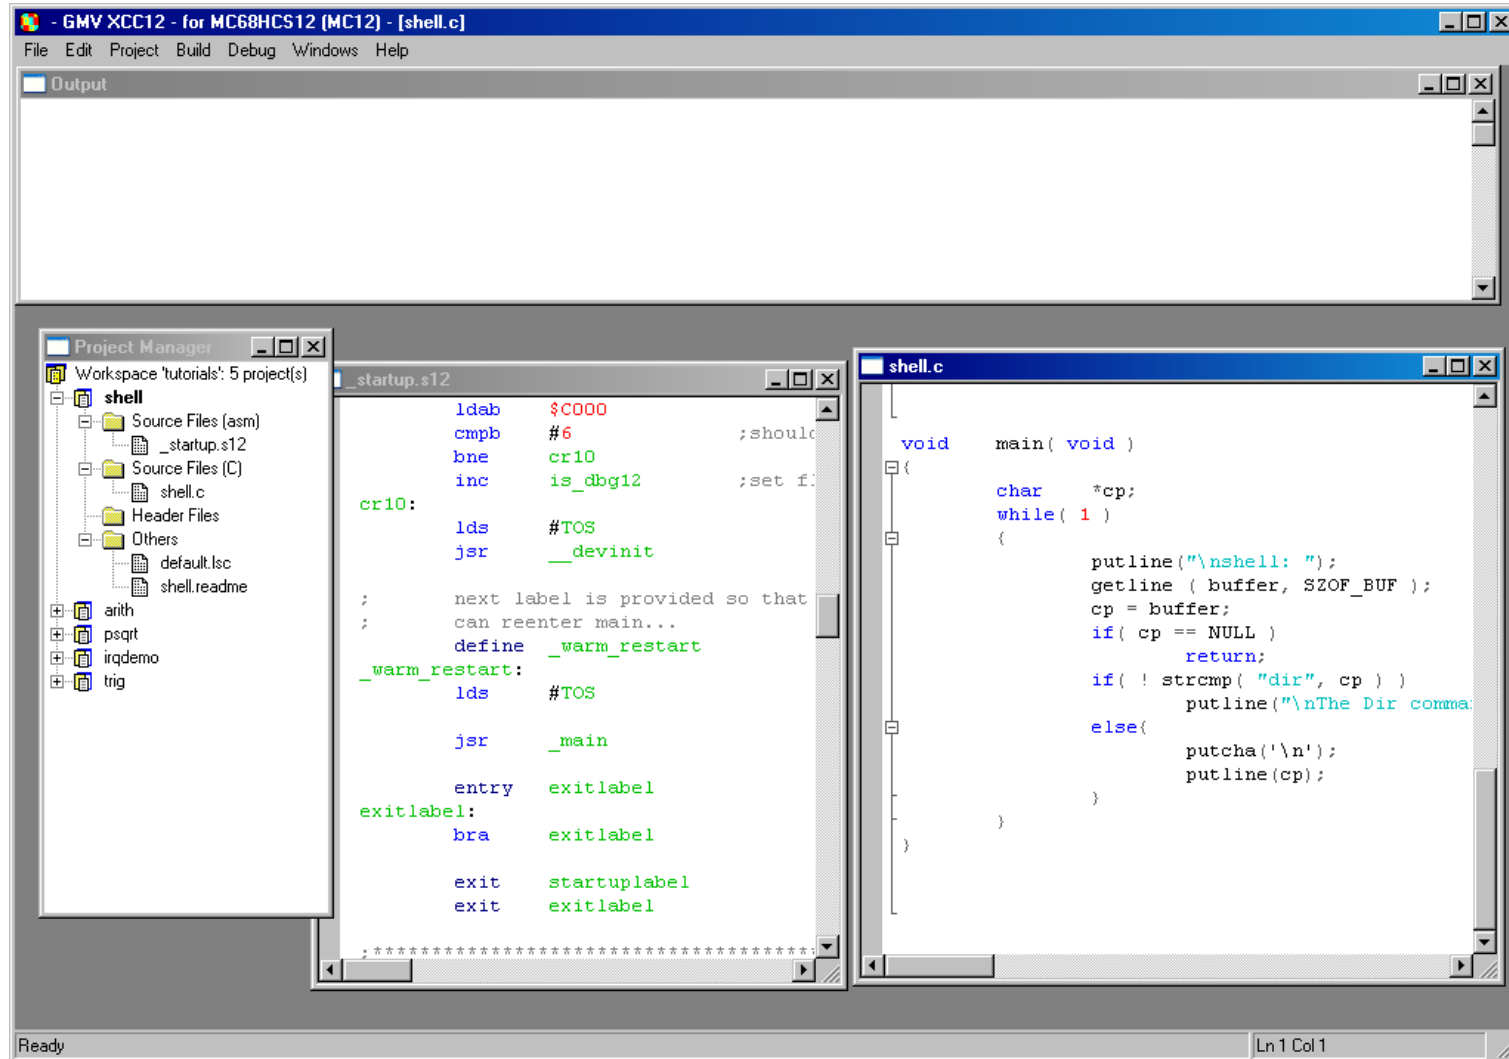 - GMV XCC12 - for MC68HCS12 (MC12) - [shell.c]
File Edit Project Build Debug Windows Help
Output
Project Manager
Workspace 'tutorials': 5 project(s)
shell
Source Files (asm)
_startup.s12
Source Files (C)
shell.c
Header Files
Others
default.lsc
shell.readme
arith
psqrt
irqdemo
trig
_startup.s12
ldab $C000
cmpb #6 ;should
bne cr10
inc is_dbg12 ;set f
cr10:
lds #TOS
jsr __devinit
; next label is provided so that
; can reenter main...
define _warm_restart
_warm_restart:
lds #TOS
jsr _main
entry exitlabel
exitlabel:
bra exitlabel
exit startuplabel
exit exitlabel
;**************************************
shell.c
void main( void )
{
char *cp;
while( 1 )
{
putline("\nshell: ");
getline ( buffer, SZOF_BUF );
cp = buffer;
if( cp == NULL )
return;
if( ! strcmp( "dir", cp ) )
putline("\nThe Dir comma
else{
putcha('\n');
putline(cp);
}
}
}
Ready
Ln 1 Col 1